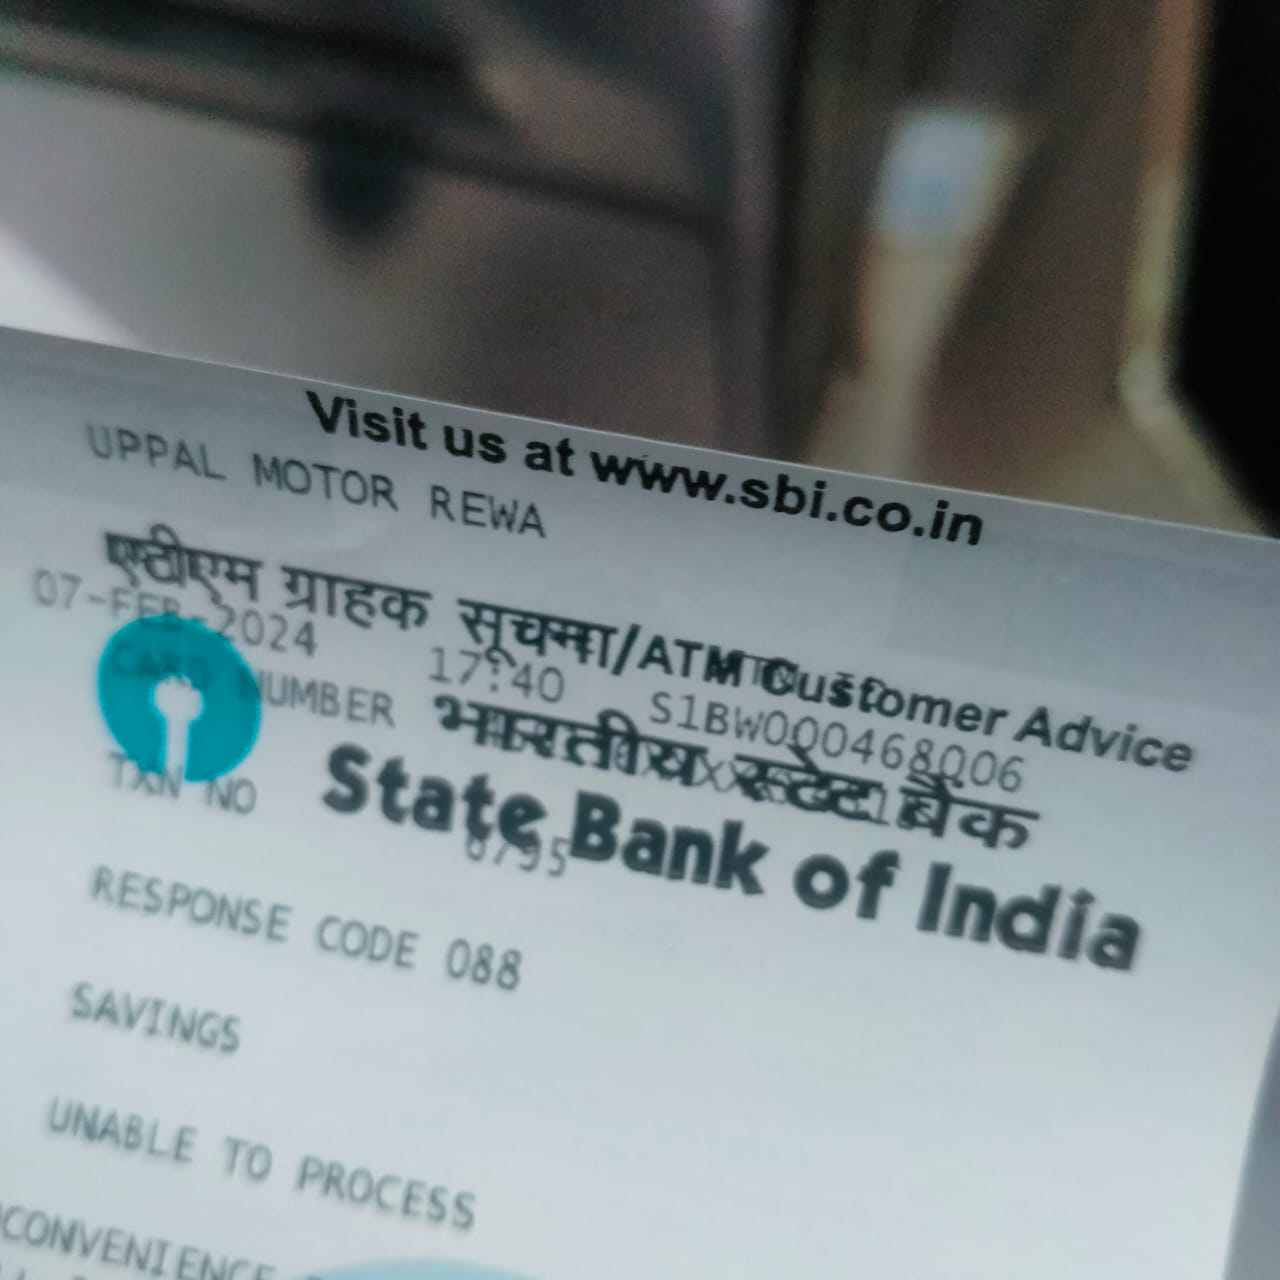 Visit us at www.sbi.co.in
UPPAL MOTOR REWA
एटीएम ग्राहक सूचना/ATM Customer Advice
07-FEB-2024 17:40 S1BW000468006
CARD NUMBER
भारतीय स्टेट बैंक
State Bank of India
TXN NO 6795
RESPONSE CODE 088
SAVINGS
UNABLE TO PROCESS